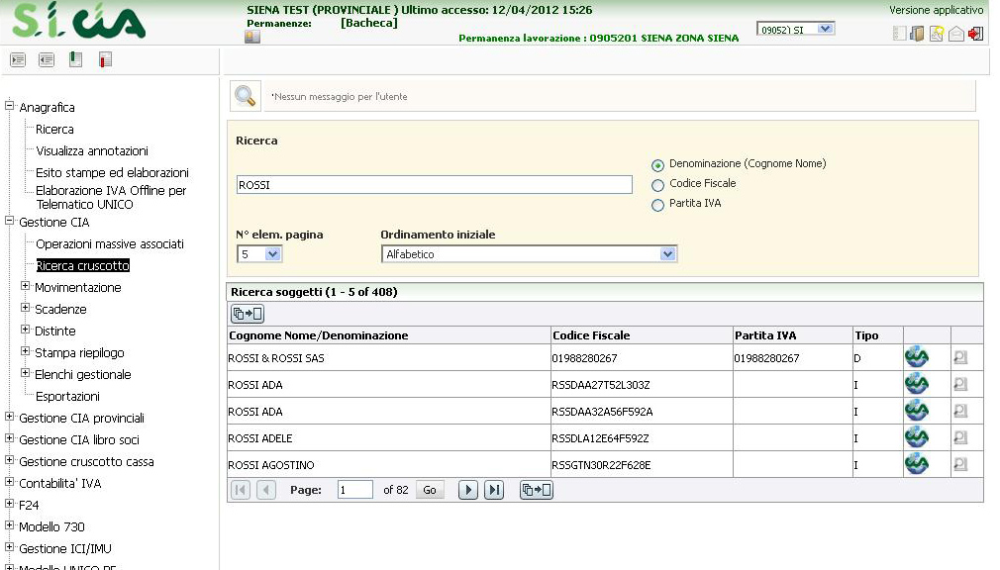 S.I. CIA
SIENA TEST (PROVINCIALE ) Ultimo accesso: 12/04/2012 15:26
Permanenze: [Bacheca]
Permanenza lavorazione : 0905201 SIENA ZONA SIENA
09052) SI
Versione applicativo
Anagrafica
Ricerca
Visualizza annotazioni
Esito stampe ed elaborazioni
Elaborazione IVA Offline per
Telematico UNICO
Gestione CIA
Operazioni massive associati
Ricerca cruscotto
Movimentazione
Scadenze
Distinte
Stampa riepilogo
Elenchi gestionale
Esportazioni
Gestione CIA provinciali
Gestione CIA libro soci
Gestione cruscotto cassa
Contabilita' IVA
F24
Modello 730
Gestione ICI/IMU
Modello UNICO PF
'Nessun messaggio per l'utente
Ricerca
ROSSI
Denominazione (Cognome Nome)
Codice Fiscale
Partita IVA
N° elem. pagina Ordinamento iniziale
5 Alfabetico
Ricerca soggetti (1 - 5 of 408)
Cognome Nome/Denominazione Codice Fiscale Partita IVA Tipo
ROSSI & ROSSI SAS 01988280267 01988280267 D
ROSSI ADA RSSDAA27T52L303Z I
ROSSI ADA RSSDAA32A56F592A I
ROSSI ADELE RSSDLA12E64F592Z I
ROSSI AGOSTINO RSSGTN30R22F628E I
Page: 1 of 82 Go